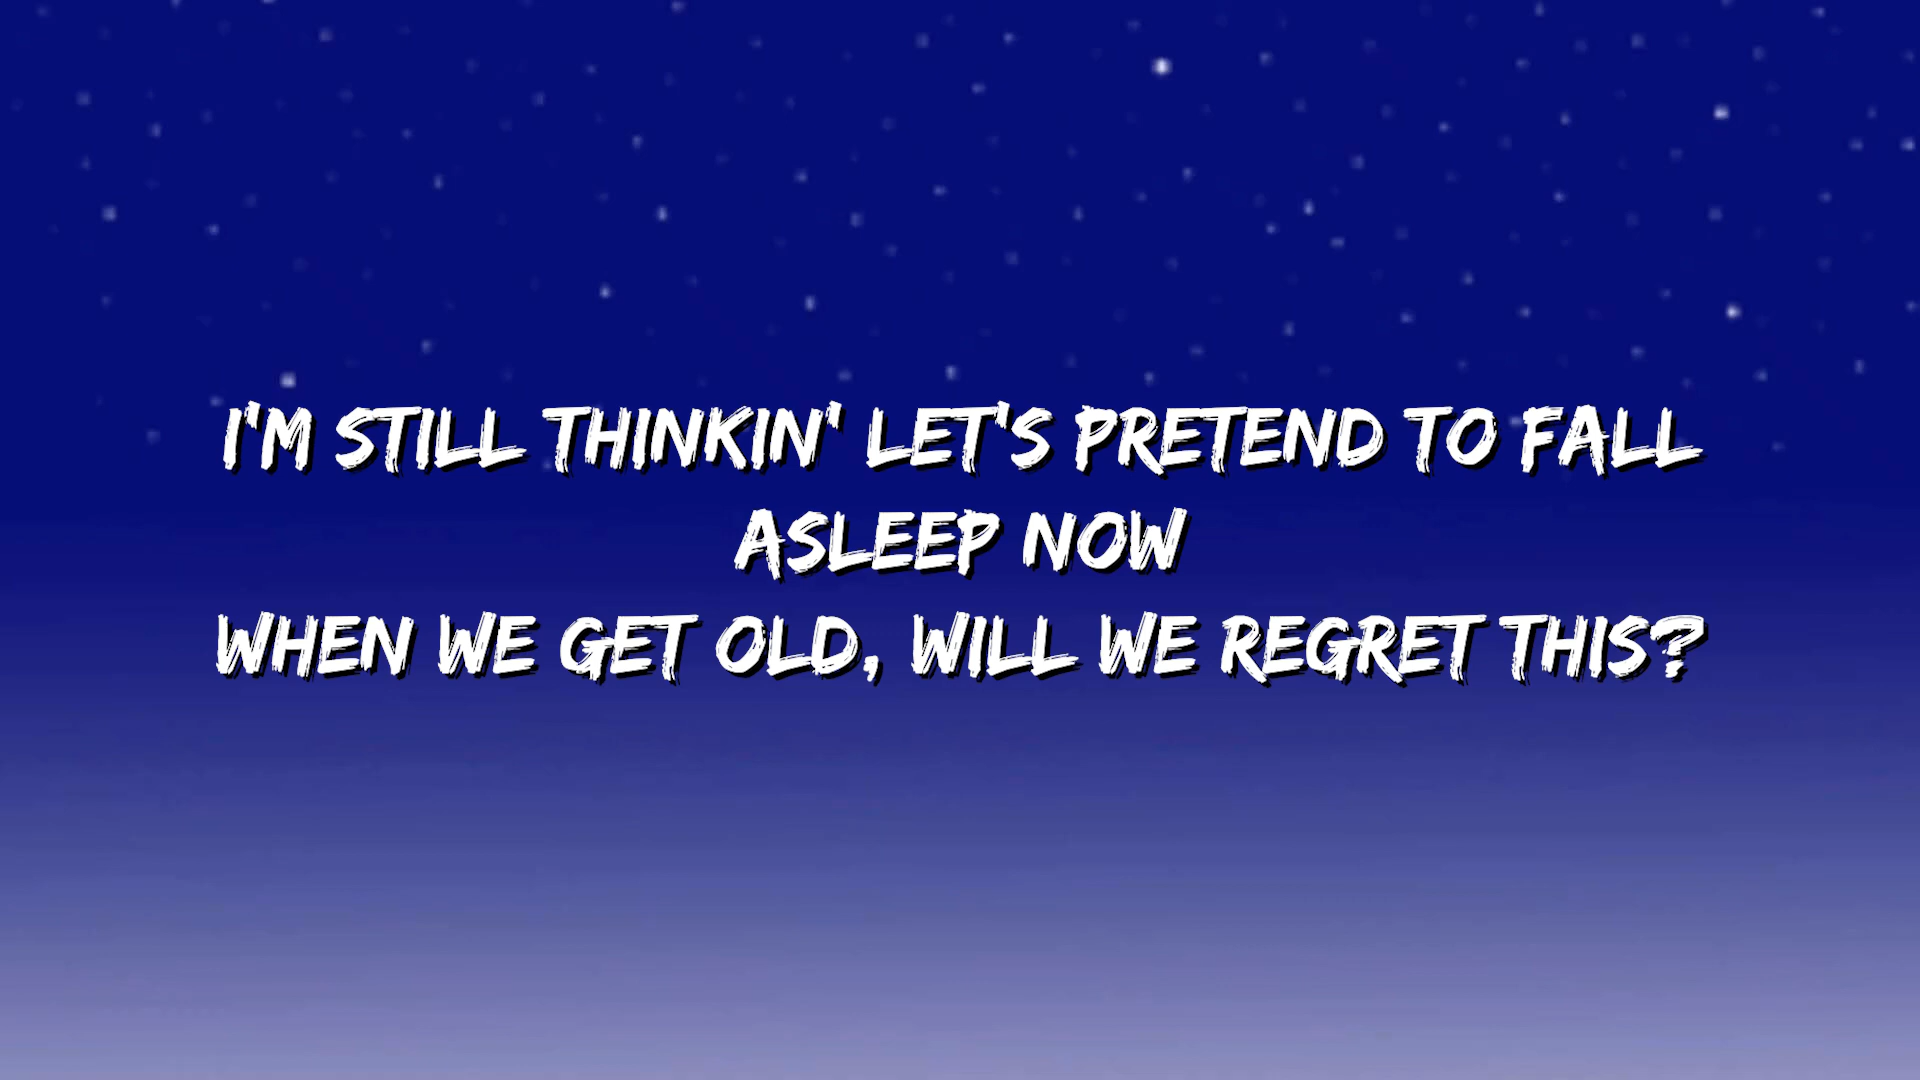 I'M STILL THINKIN' LET'S PRETEND TO FALL
ASLEEP NOW
WHEN WE GET OLD, WILL WE REGRET THIS?